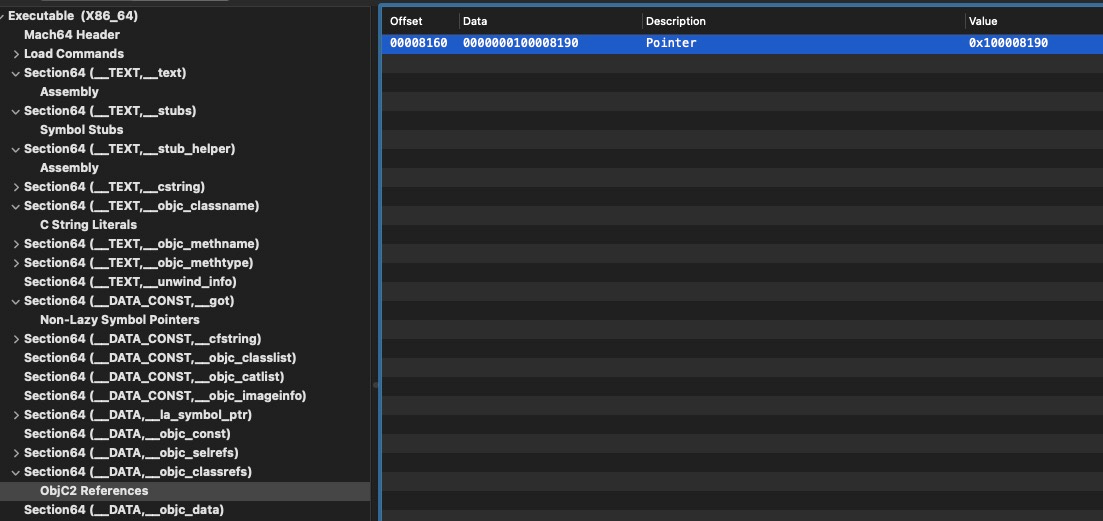 Executable (X86_64)
Mach64 Header
Load Commands
Section64 (__TEXT,__text)
Assembly
Section64 (__TEXT,__stubs)
Symbol Stubs
Section64 (__TEXT,__stub_helper)
Assembly
Section64 (__TEXT,__cstring)
Section64 (__TEXT,__objc_classname)
C String Literals
Section64 (__TEXT,__objc_methname)
Section64 (__TEXT,__objc_methtype)
Section64 (__TEXT,__unwind_info)
Section64 (__DATA_CONST,__got)
Non-Lazy Symbol Pointers
Section64 (__DATA_CONST,__cfstring)
Section64 (__DATA_CONST,__objc_classlist)
Section64 (__DATA_CONST,__objc_catlist)
Section64 (__DATA_CONST,__objc_imageinfo)
Section64 (__DATA,__la_symbol_ptr)
Section64 (__DATA,__objc_const)
Section64 (__DATA,__objc_selrefs)
Section64 (__DATA,__objc_classrefs)
ObjC2 References
Section64 (__DATA,__objc_data)
Offset Data Description Value
00008160 0000000100008190 Pointer 0x100008190